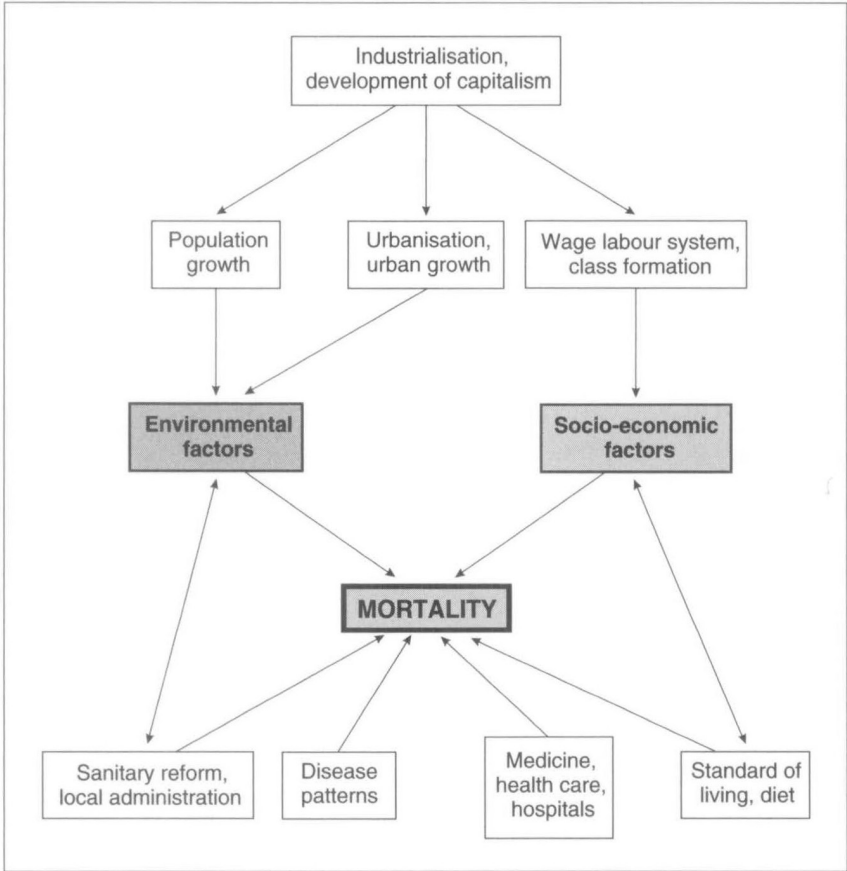 Industrialisation,
development of capitalism
Population
growth
Urbanisation,
urban growth
Wage labour system,
class formation
Environmental
factors
Socio-economic
factors
MORTALITY
Sanitary reform,
local administration
Disease
patterns
Medicine,
health care,
hospitals
Standard of
living, diet